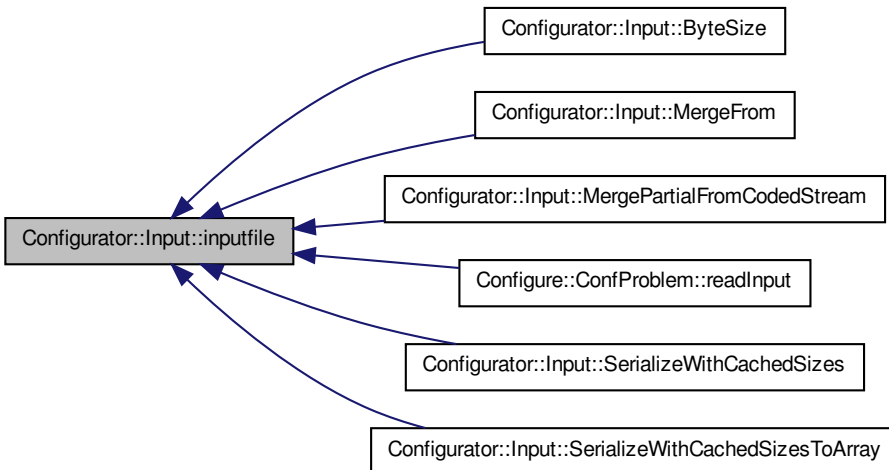 Configurator::Input::ByteSize
Configurator::Input::MergeFrom
Configurator::Input::MergePartialFromCodedStream
Configurator::Input::inputfile
Configure::ConfProblem::readInput
Configurator::Input::SerializeWithCachedSizes
Configurator::Input::SerializeWithCachedSizesToArray